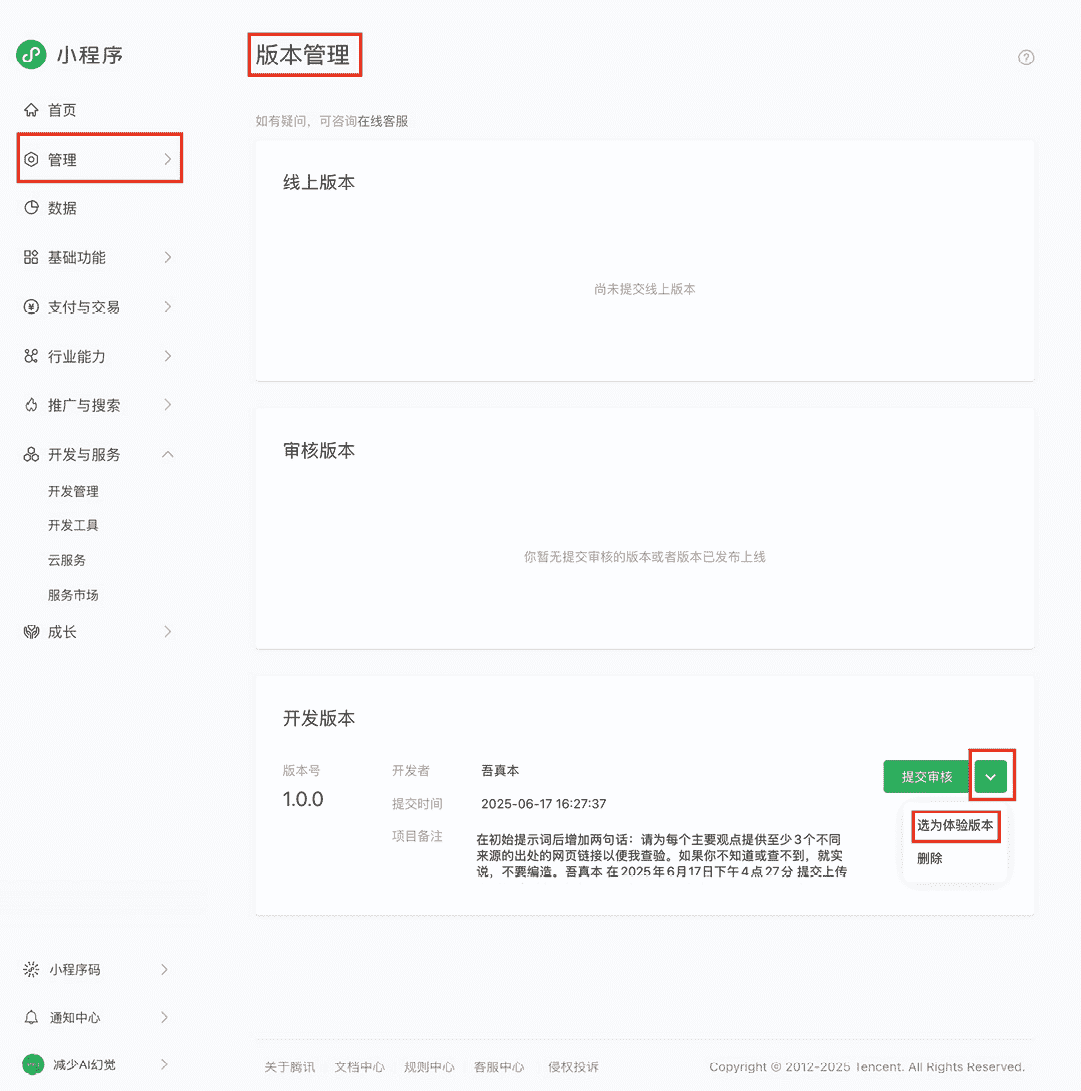 小程序
版本管理
首页
如有疑问，可咨询在线客服
管理
线上版本
数据
基础功能
尚未提交线上版本
支付与交易
行业能力
推广与搜索
审核版本
开发与服务
开发管理
开发工具
你暂无提交审核的版本或者版本已发布上线
云服务
服务市场
成长
开发版本
版本号
1.0.0
开发者 吾真本
提交时间 2025-06-17 16:27:37
项目备注 在初始提示词后增加两句话：请为每个主要观点提供至少3个不同
来源的出处的网页链接以便我查验。如果你不知道或查不到，就实
说，不要编造。吾真本 在2025年6月17日下午4点27分 提交上传
提交审核
选为体验版本
删除
小程序码
通知中心
减少AI幻觉
关于腾讯 文档中心 规则中心 客服中心 侵权投诉 Copyright © 2012-2025 Tencent. All Rights Reserved.